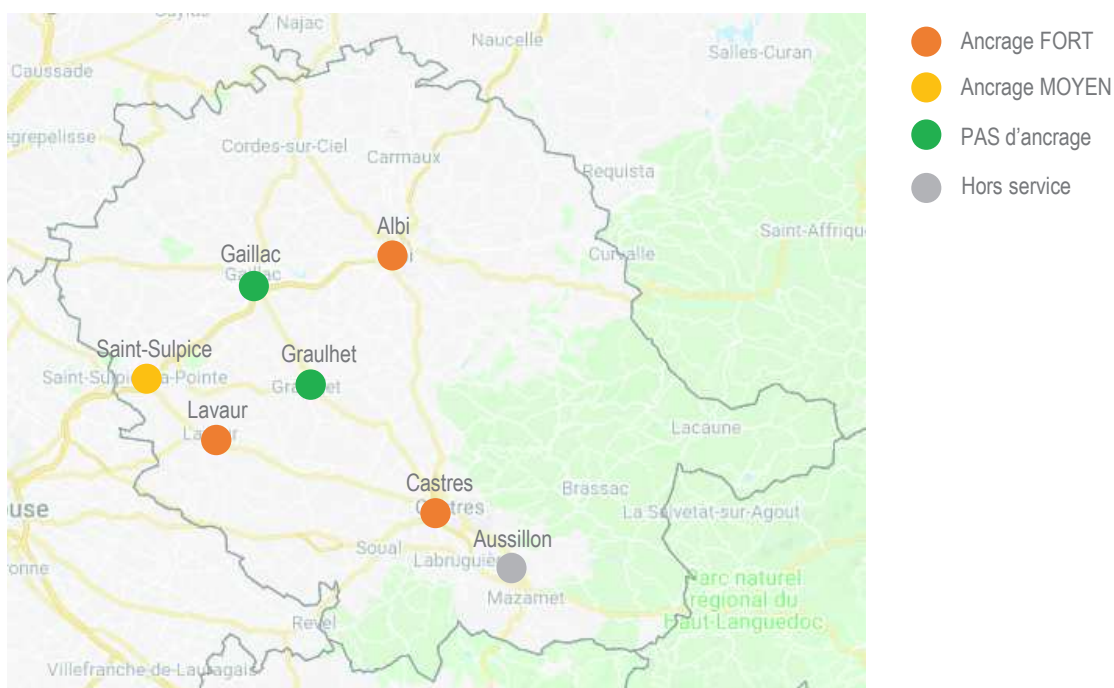 Najac
Naucelle
Salles-Curan
Caussade
Cordes-sur-Ciel
Carmaux
Requista
Saint-Affrique
Albi
Curvalle
Gaillac
Gaillac
Saint-Sulpice
Graulhet
Lavaur
Lacaune
Castres
Brassac
La Salvetat-sur-Agout
Aussillon
Soual
Labruguière
Mazamet
Parc naturel
régional du
Haut-Languedoc
Revel
Villefranche-de-Lauragais
Ancrage FORT
Ancrage MOYEN
PAS d'ancrage
Hors service